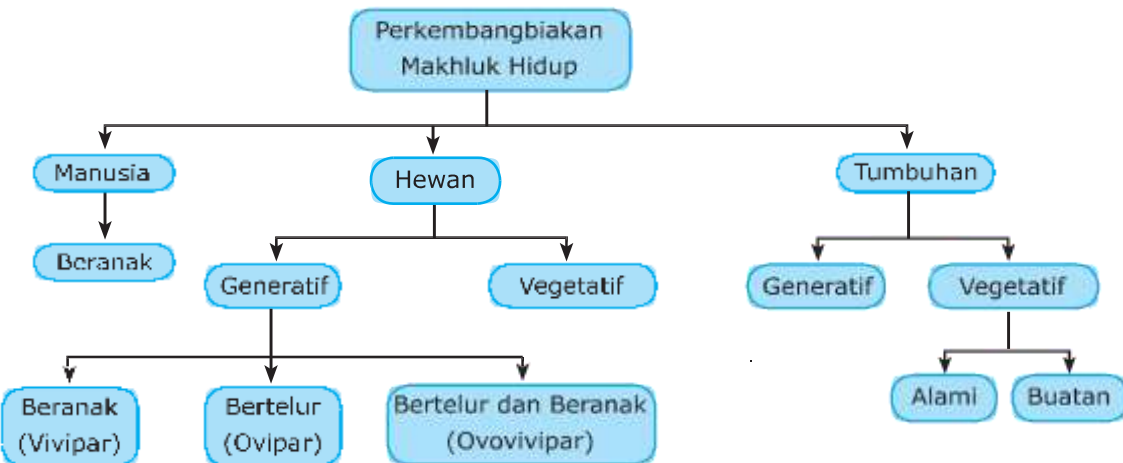 Perkembangbiakan
Makhluk Hidup
Manusia
Hewan
Tumbuhan
Beranak
Generatif
Vegetatif
Generatif
Vegetatif
Beranak
(Vivipar)
Bertelur
(Ovipar)
Bertelur dan Beranak
(Ovovivipar)
Alami
Buatan